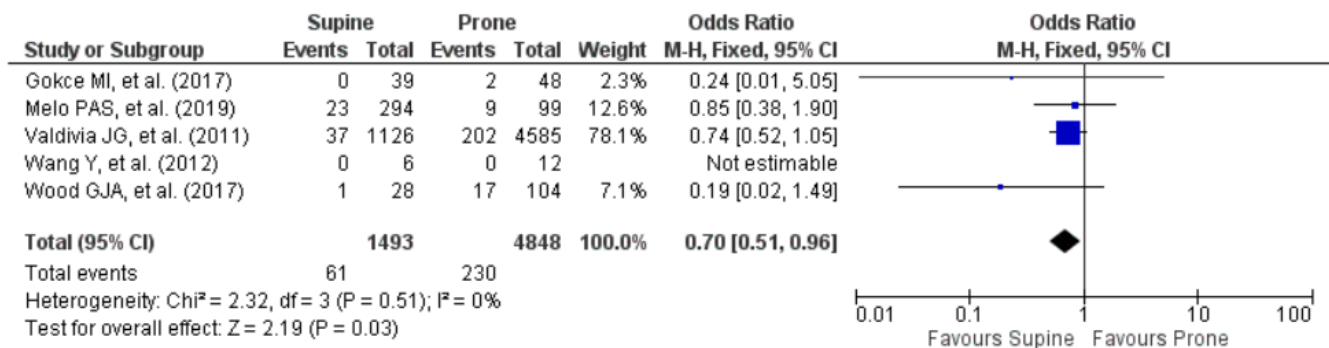 Supine Prone Odds Ratio Odds Ratio
Study or Subgroup Events Total Events Total Weight M-H, Fixed, 95% CI M-H, Fixed, 95% CI
Gokce MI, et al. (2017) 0 39 2 48 2.3% 0.24 [0.01, 5.05]
Melo PAS, et al. (2019) 23 294 9 99 12.6% 0.85 [0.38, 1.90]
Valdivia JG, et al. (2011) 37 1126 202 4585 78.1% 0.74 [0.52, 1.05]
Wang Y, et al. (2012) 0 6 0 12 Not estimable
Wood GJA, et al. (2017) 1 28 17 104 7.1% 0.19 [0.02, 1.49]
Total (95% CI) 1493 4848 100.0% 0.70 [0.51, 0.96]
Total events 61 230
Heterogeneity: Chi² = 2.32, df = 3 (P = 0.51); I² = 0%
Test for overall effect: Z = 2.19 (P = 0.03)
0.01 0.1 1 10 100
Favours Supine Favours Prone